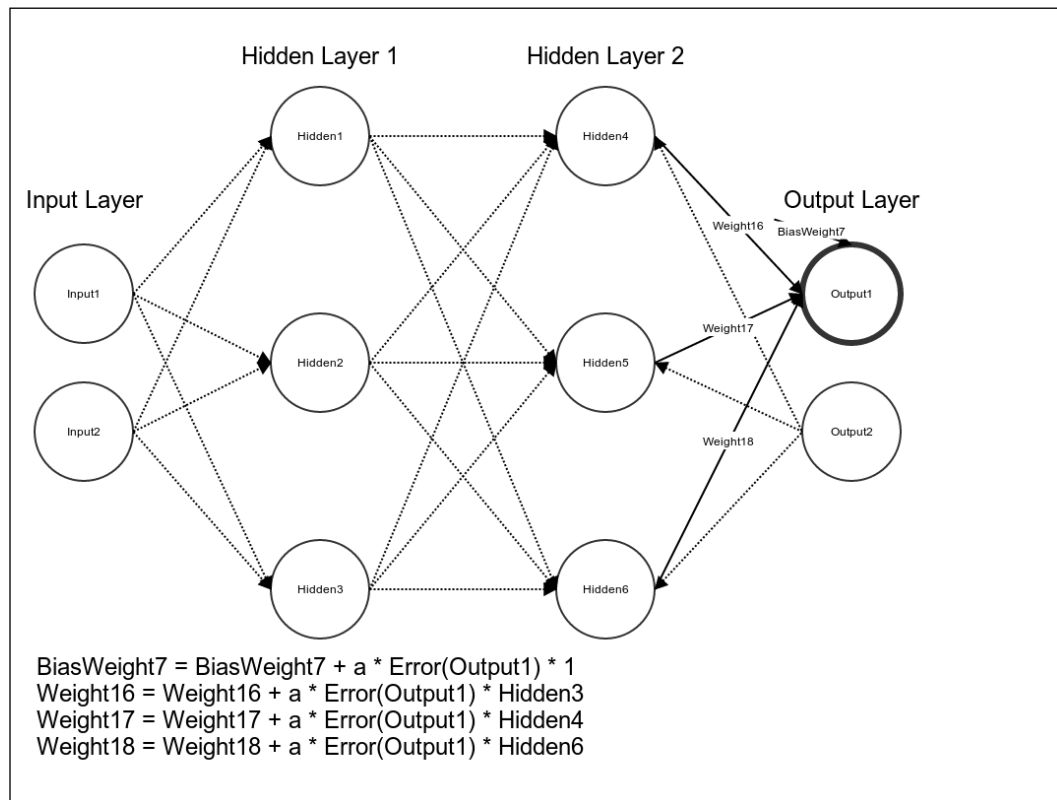 Hidden Layer 1
Hidden Layer 2
Hidden1
Hidden4
Input Layer
Output Layer
Weight16
BiasWeight7
Input1
Output1
Weight17
Hidden2
Hidden5
Input2
Output2
Weight18
Hidden3
Hidden6
BiasWeight7 = BiasWeight7 + a * Error(Output1) * 1
Weight16 = Weight16 + a * Error(Output1) * Hidden3
Weight17 = Weight17 + a * Error(Output1) * Hidden4
Weight18 = Weight18 + a * Error(Output1) * Hidden6